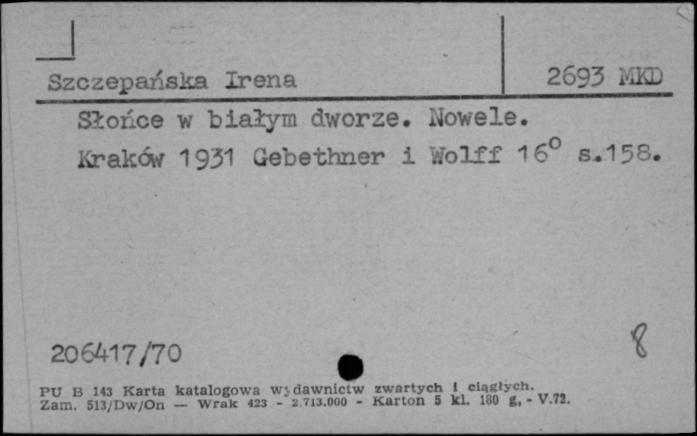 Szczepańska Irena 2693 MKD
Słońce w białym dworze. Nowele.
Kraków 1931 Gebethner i Wolff 16° s.158.
206417/70 8
PU B 143 Karta katalogowa wydawnictw zwartych i ciągłych.
Zam. 513/Dw/On — Wrak 423 - 2.713.000 - Karton 5 kl. 180 g, - V.72.